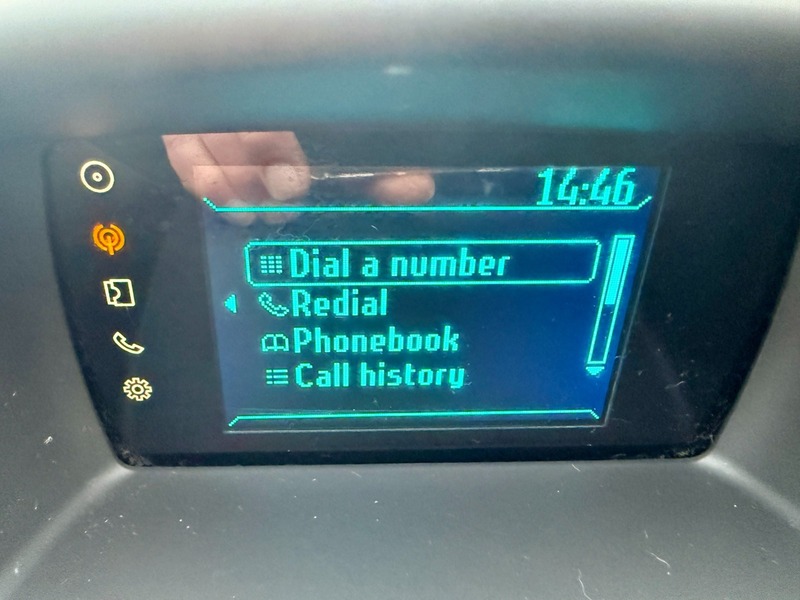 14:46
Dial a number
Redial
Phonebook
Call history